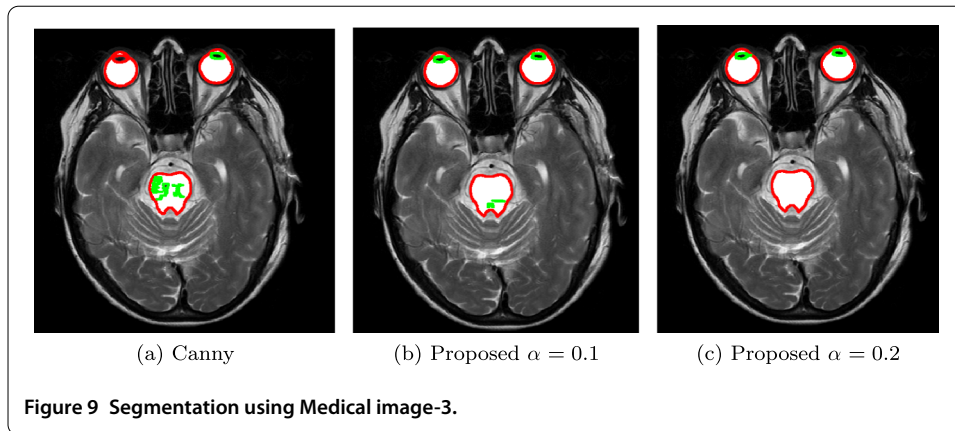 (a) Canny
(b) Proposed α = 0.1
(c) Proposed α = 0.2
Figure 9 Segmentation using Medical image-3.